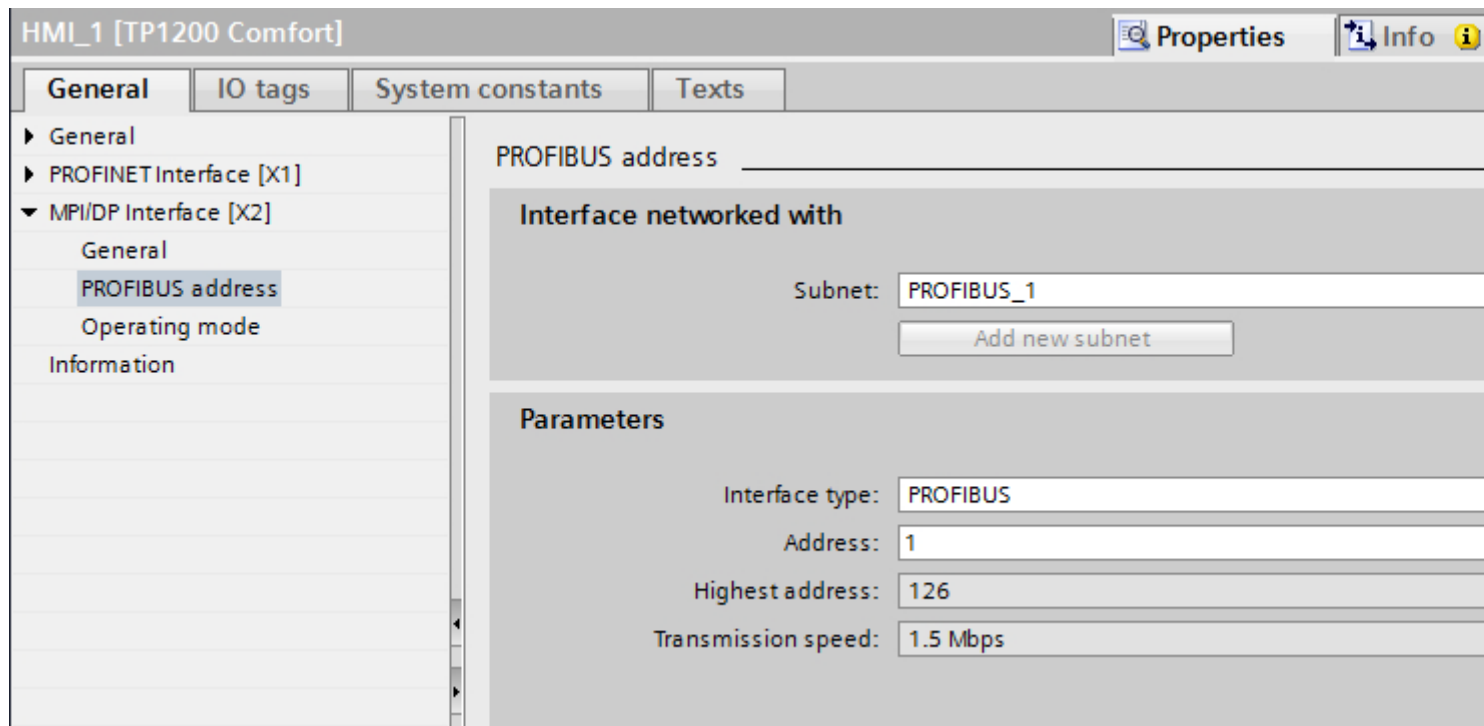 HMI_1 [TP1200 Comfort]
Properties
Info
General
IO tags
System constants
Texts
General
PROFINET Interface [X1]
MPI/DP Interface [X2]
General
PROFIBUS address
Operating mode
Information
PROFIBUS address
Interface networked with
Subnet: PROFIBUS_1
Add new subnet
Parameters
Interface type: PROFIBUS
Address: 1
Highest address: 126
Transmission speed: 1.5 Mbps